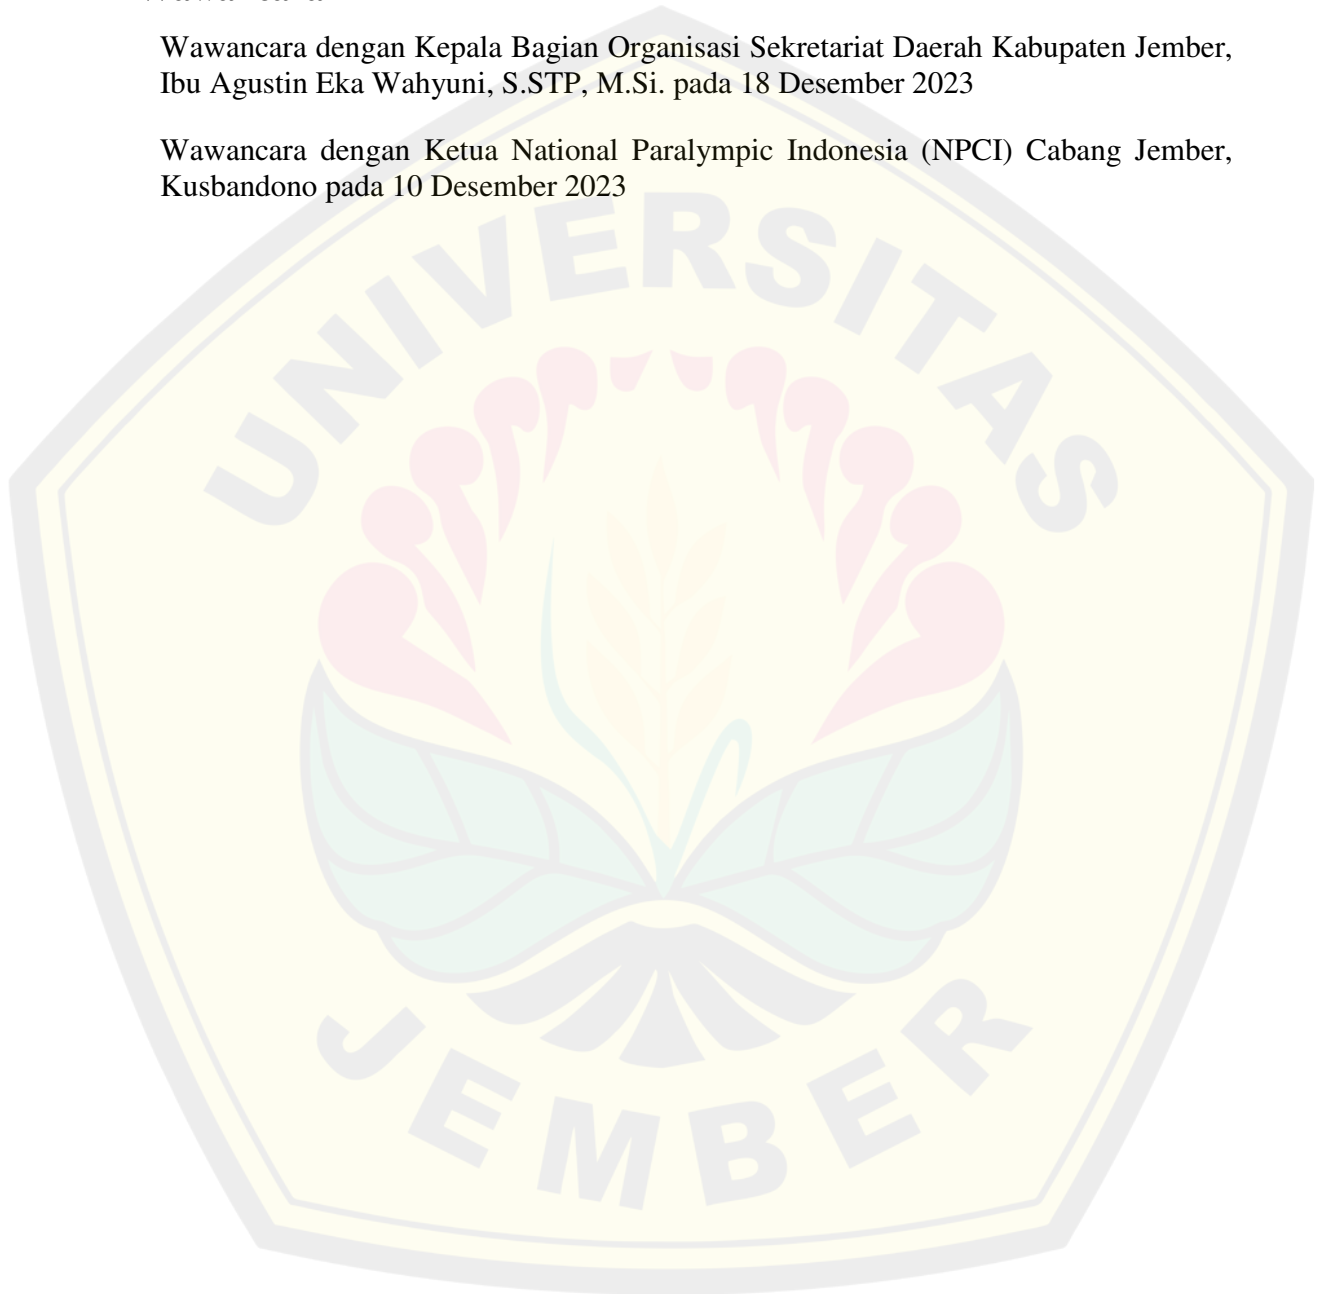 Wawancara dengan Kepala Bagian Organisasi Sekretariat Daerah Kabupaten Jember,
Ibu Agustin Eka Wahyuni, S.STP, M.Si. pada 18 Desember 2023
Wawancara dengan Ketua National Paralympic Indonesia (NPCI) Cabang Jember,
Kusbandono pada 10 Desember 2023
UNIVERSITAS
JEMBER